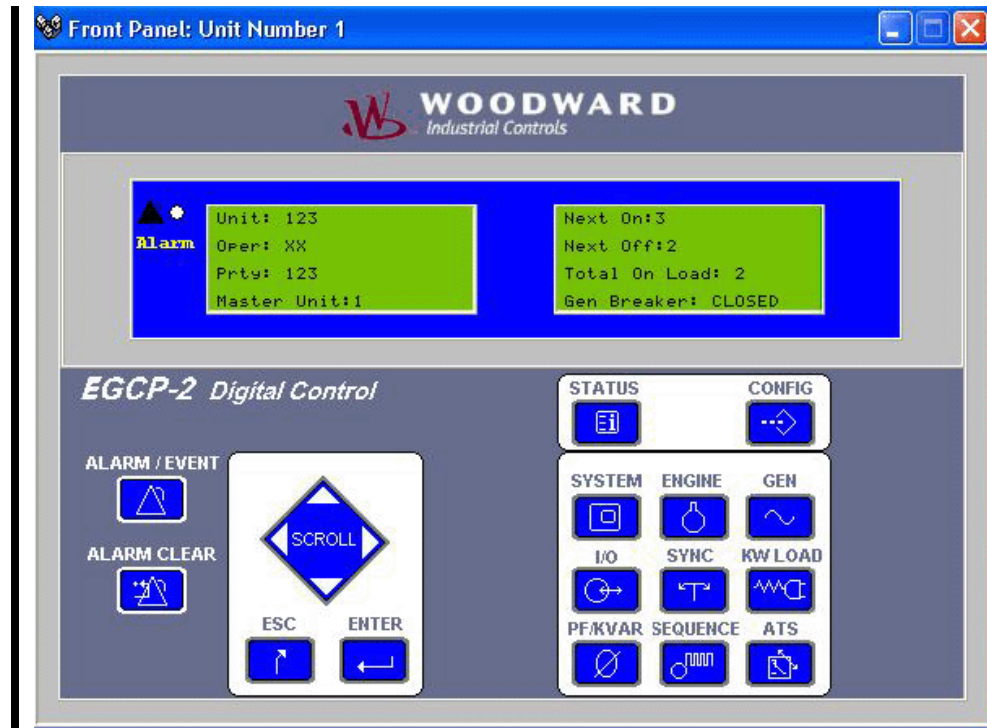 Front Panel: Unit Number 1
WOODWARD
Industrial Controls
Alarm
Unit: 123
Oper: XX
Prty: 123
Master Unit:1
Next On:3
Next Off:2
Total On Load: 2
Gen Breaker: CLOSED
EGCP-2 Digital Control
STATUS
CONFIG
ALARM / EVENT
ALARM CLEAR
SCROLL
ESC
ENTER
SYSTEM
ENGINE
GEN
I/O
SYNC
KW LOAD
PF/KVAR
SEQUENCE
ATS